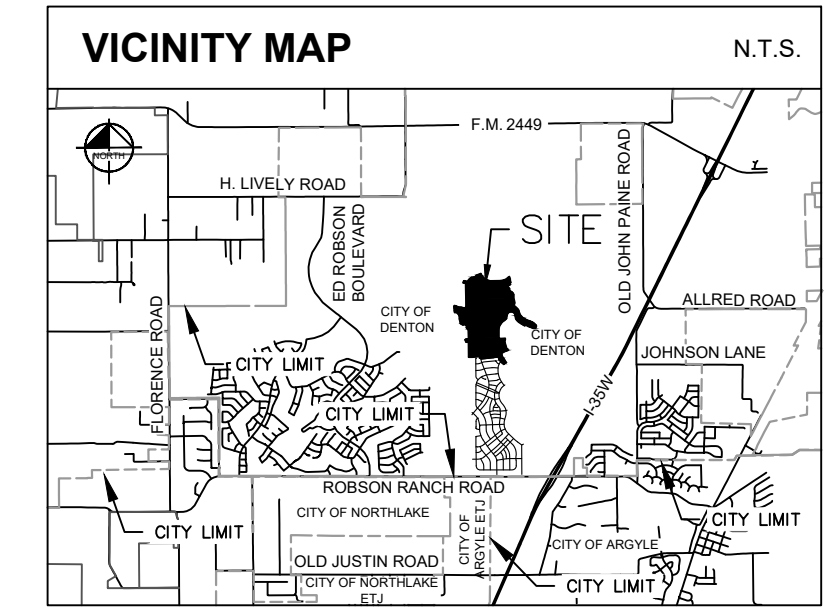 VICINITY MAP
N.T.S.
F.M. 2449
NORTH
H. LIVELY ROAD
OLD JOHN PAINE ROAD
ED ROBSON
BOULEVARD
SITE
CITY OF
DENTON
ALLRED ROAD
FLORENCE ROAD
CITY OF
DENTON
JOHNSON LANE
CITY LIMIT
I-35W
CITY LIMIT
ROBSON RANCH ROAD
CITY OF NORTHLAKE
CITY OF
ARGYLE ETJ
CITY LIMIT
CITY LIMIT
CITY OF ARGYLE
OLD JUSTIN ROAD
CITY OF NORTHLAKE
ETJ
CITY LIMIT